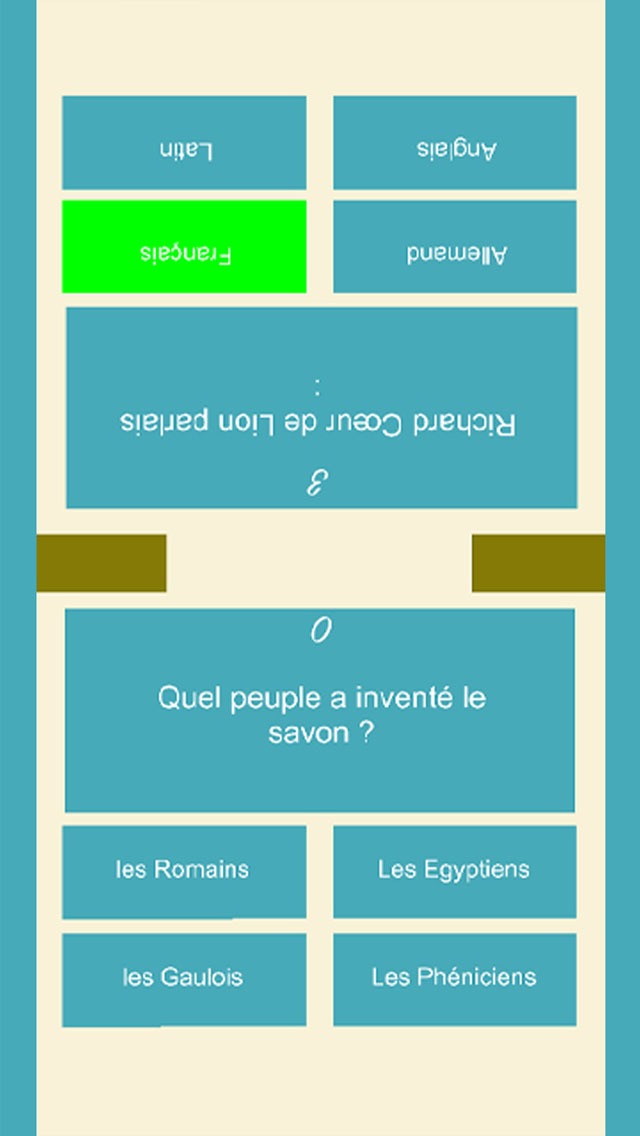 Latin
Anglais
Français
Allemand
:
Richard Cœur de Lion parlais
3
0
Quel peuple a inventé le
savon ?
les Romains
Les Egyptiens
les Gaulois
Les Phéniciens